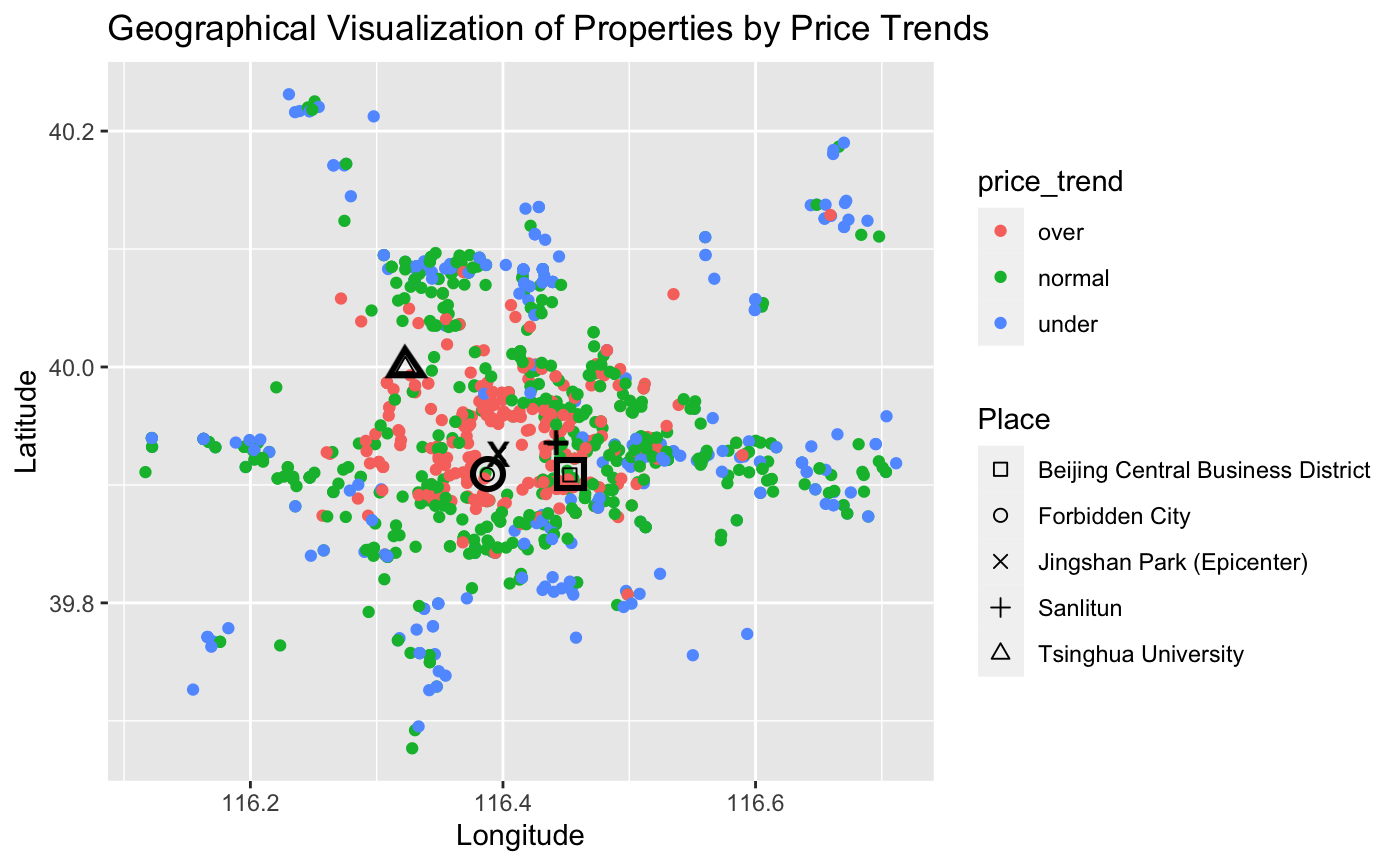 Geographical Visualization of Properties by Price Trends
40.2
40.0
39.8
Latitude
116.2
116.4
116.6
Longitude
price_trend
over
normal
under
Place
Beijing Central Business District
Forbidden City
Jingshan Park (Epicenter)
Sanlitun
Tsinghua University